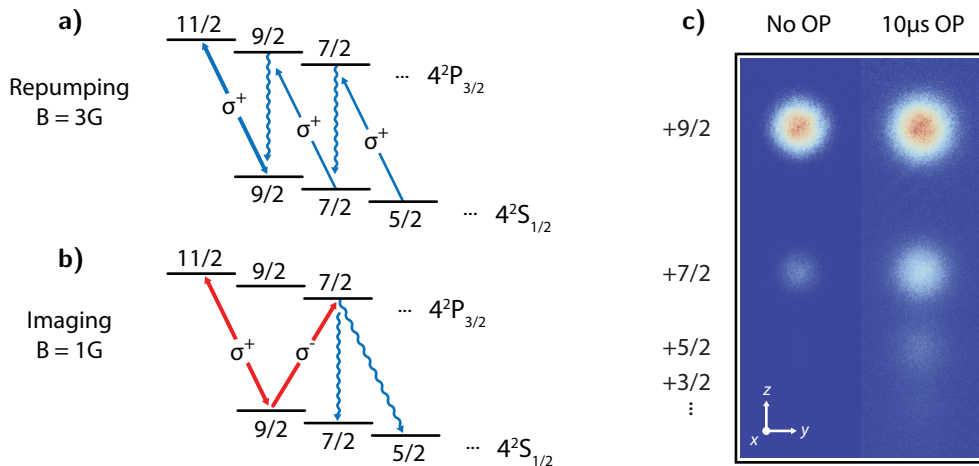 a)
11/2
9/2
7/2
... 4²P₃/₂
Repumping
B = 3G
σ⁺
σ⁺
σ⁺
9/2
7/2
5/2
... 4²S₁/₂
b)
11/2
9/2
7/2
... 4²P₃/₂
Imaging
B = 1G
σ⁺
σ⁻
9/2
7/2
5/2
... 4²S₁/₂
c)
No OP
10µs OP
+9/2
+7/2
+5/2
+3/2
⋮
z
x
y